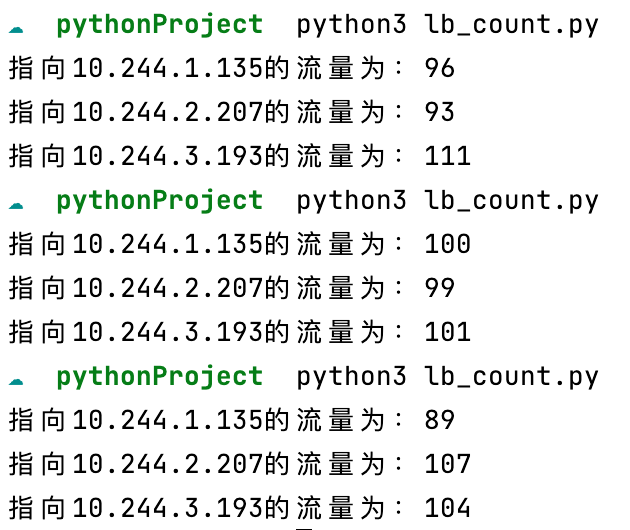 pythonProject python3 lb_count.py
指向10.244.1.135的流量为：96
指向10.244.2.207的流量为：93
指向10.244.3.193的流量为：111
pythonProject python3 lb_count.py
指向10.244.1.135的流量为：100
指向10.244.2.207的流量为：99
指向10.244.3.193的流量为：101
pythonProject python3 lb_count.py
指向10.244.1.135的流量为：89
指向10.244.2.207的流量为：107
指向10.244.3.193的流量为：104